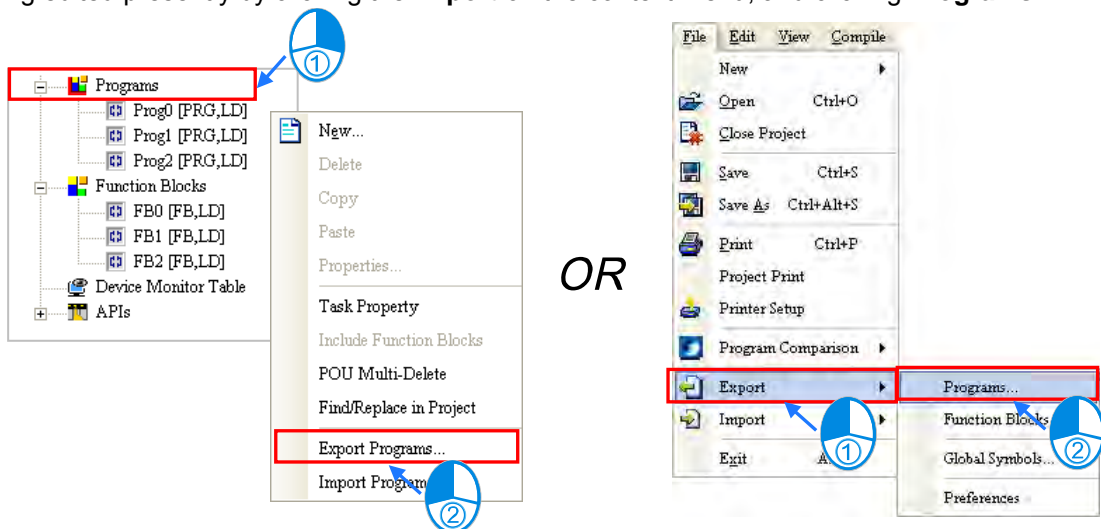 Programs
Prog0 [PRG,LD]
Prog1 [PRG,LD]
Prog2 [PRG,LD]
Function Blocks
FB0 [FB,LD]
FB1 [FB,LD]
FB2 [FB,LD]
Device Monitor Table
APIs
①
New...
Delete
Copy
Paste
Properties...
Task Property
Include Function Blocks
POU Multi-Delete
Find/Replace in Project
Export Programs...
Import Program
②
OR
File Edit View Compile
New
Open Ctrl+O
Close Project
Save Ctrl+S
Save As Ctrl+Alt+S
Print Ctrl+P
Project Print
Printer Setup
Program Comparison
Export
Import
Exit
①
Programs...
Function Blocks
②
Global Symbols...
Preferences